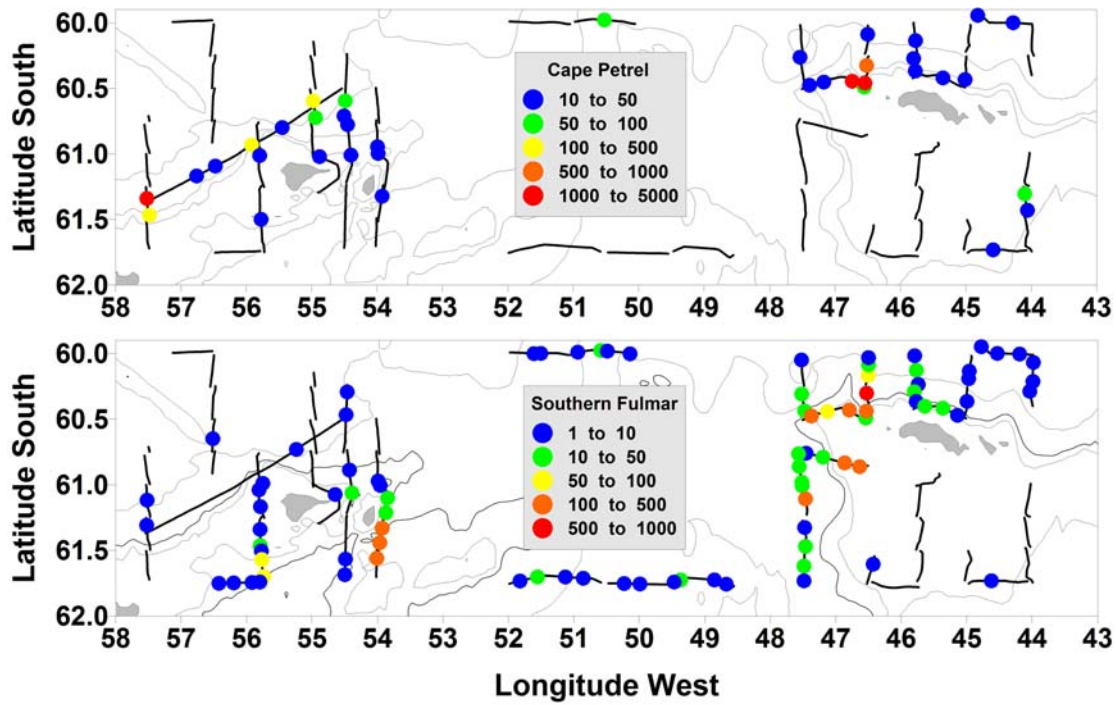 Latitude South
60.0
60.5
61.0
61.5
62.0
Cape Petrel
10 to 50
50 to 100
100 to 500
500 to 1000
1000 to 5000
58 57 56 55 54 53 52 51 50 49 48 47 46 45 44 43
Latitude South
60.0
60.5
61.0
61.5
62.0
Southern Fulmar
1 to 10
10 to 50
50 to 100
100 to 500
500 to 1000
58 57 56 55 54 53 52 51 50 49 48 47 46 45 44 43
Longitude West